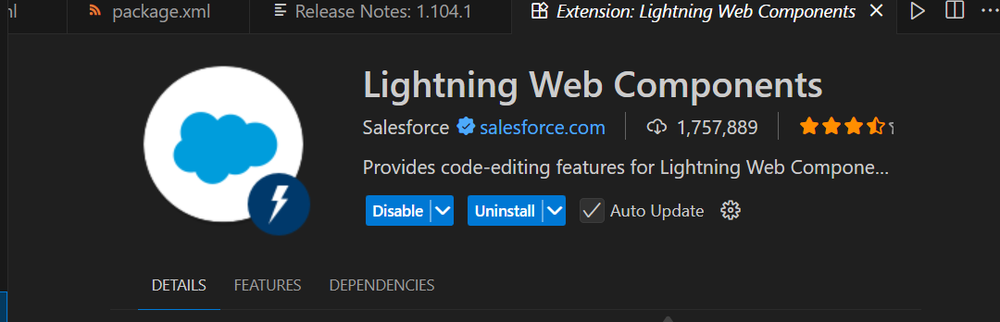 package.xml
Release Notes: 1.104.1
Extension: Lightning Web Components
Lightning Web Components
Salesforce salesforce.com 1,757,889
Provides code-editing features for Lightning Web Compone...
Disable Uninstall Auto Update
DETAILS FEATURES DEPENDENCIES